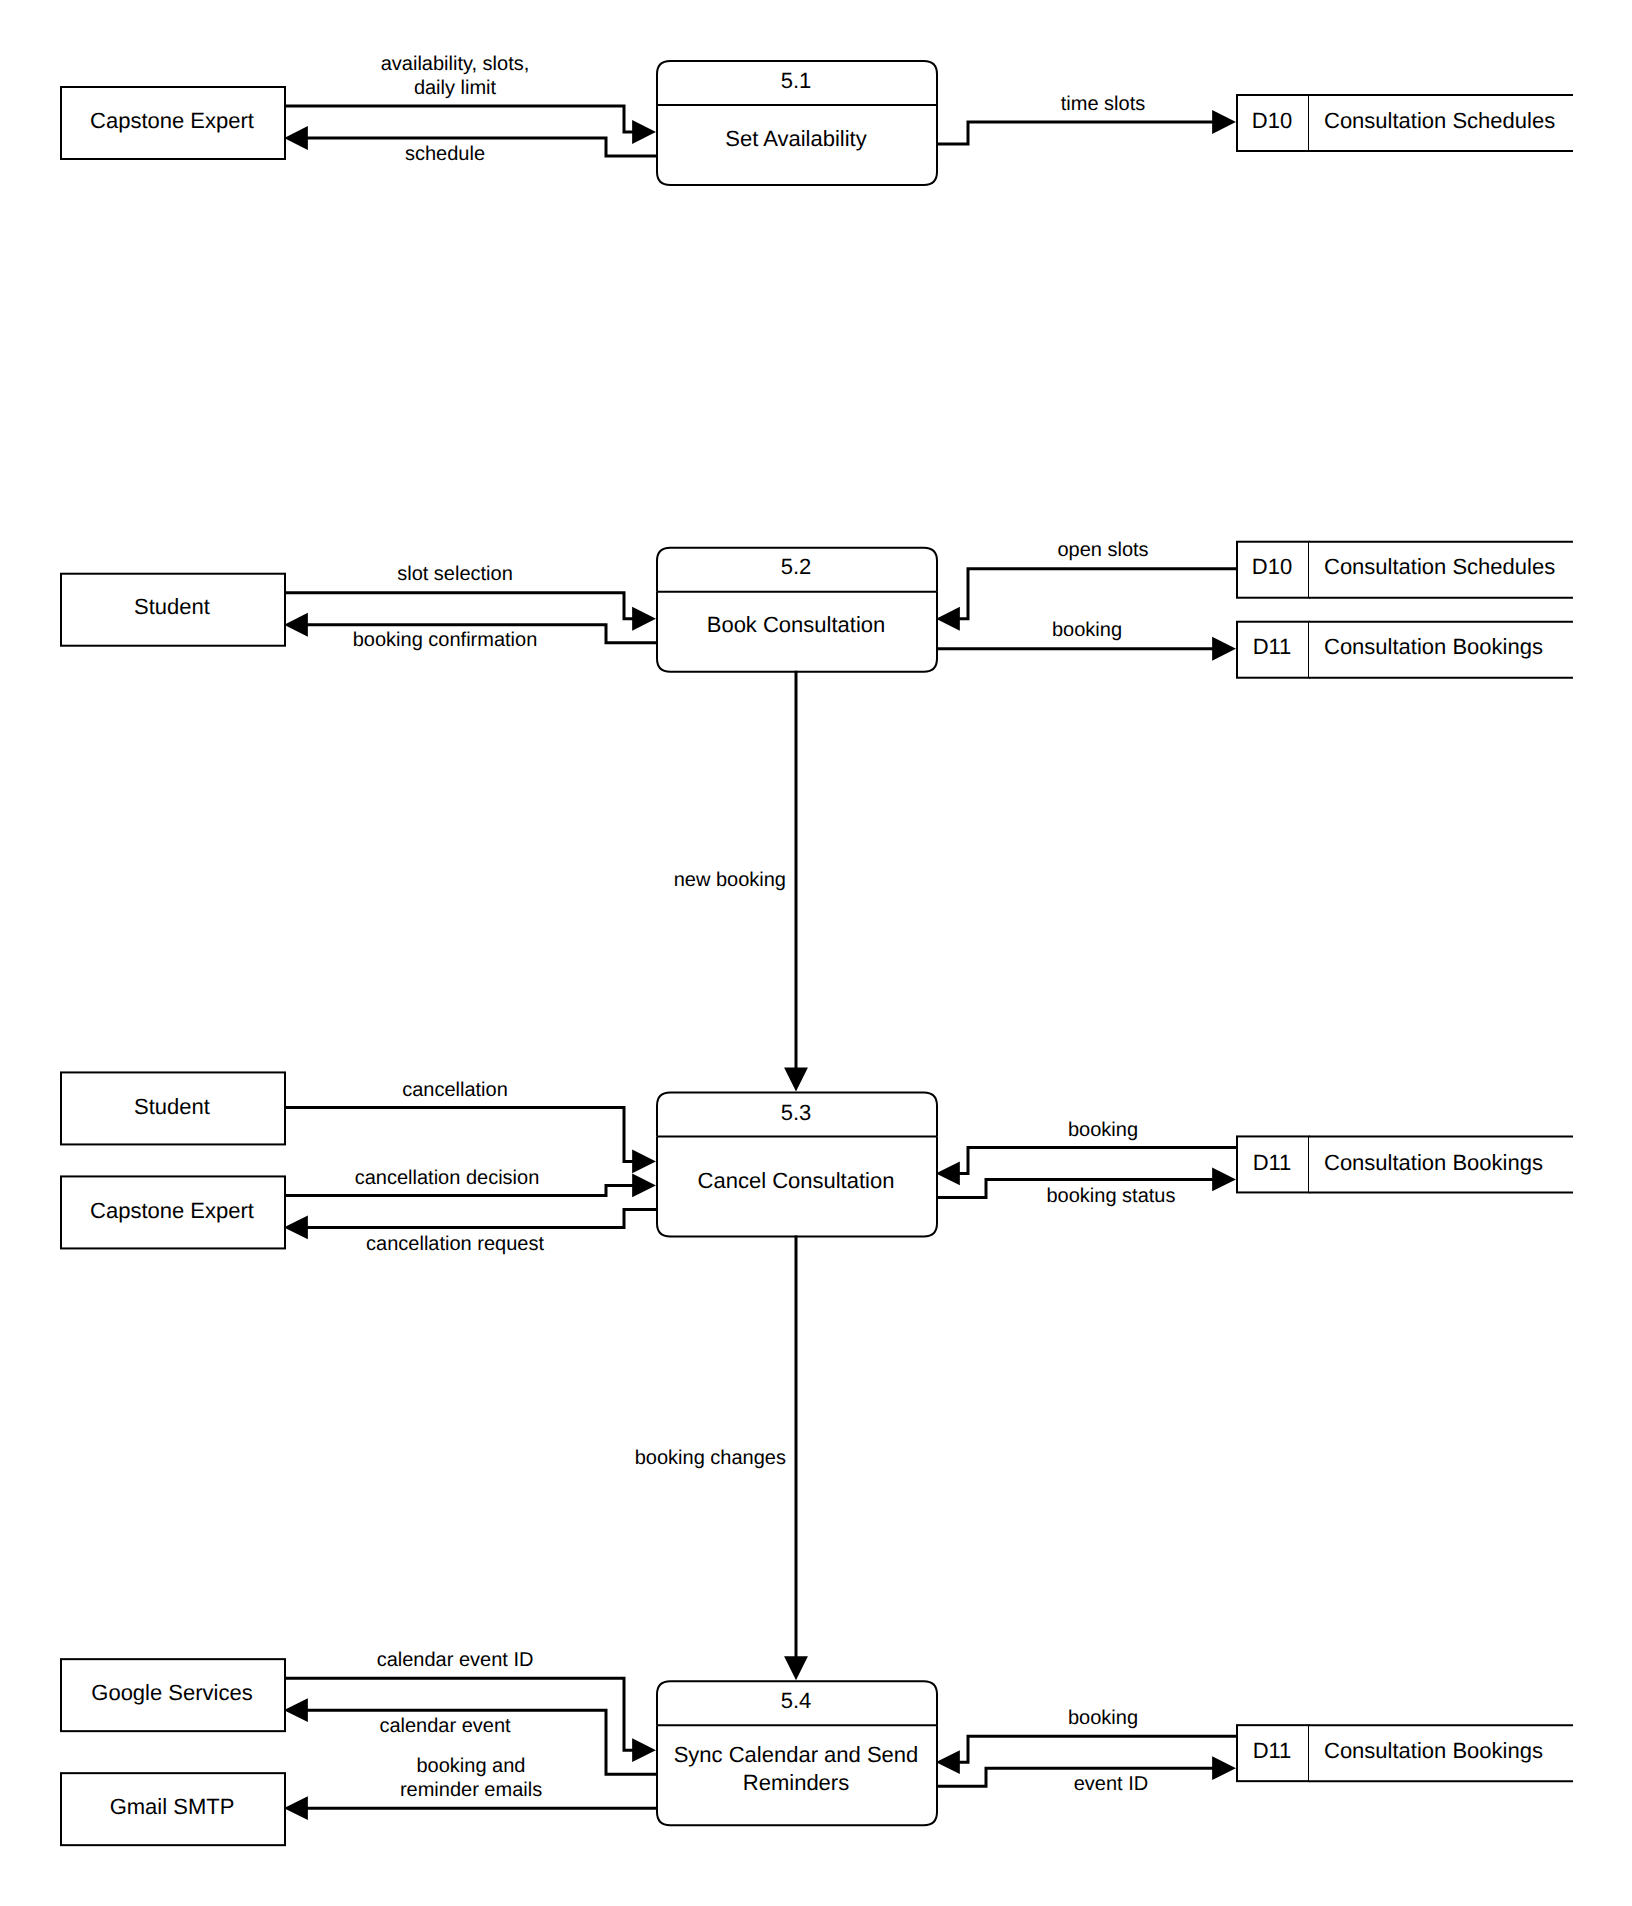 availability, slots,
daily limit
Capstone Expert
schedule
5.1
Set Availability
time slots
D10
Consultation Schedules
slot selection
Student
booking confirmation
5.2
Book Consultation
open slots
D10
Consultation Schedules
booking
D11
Consultation Bookings
new booking
Student
cancellation
cancellation decision
Capstone Expert
cancellation request
5.3
Cancel Consultation
booking
D11
Consultation Bookings
booking status
booking changes
calendar event ID
Google Services
calendar event
booking and
reminder emails
Gmail SMTP
5.4
Sync Calendar and Send
Reminders
booking
D11
Consultation Bookings
event ID